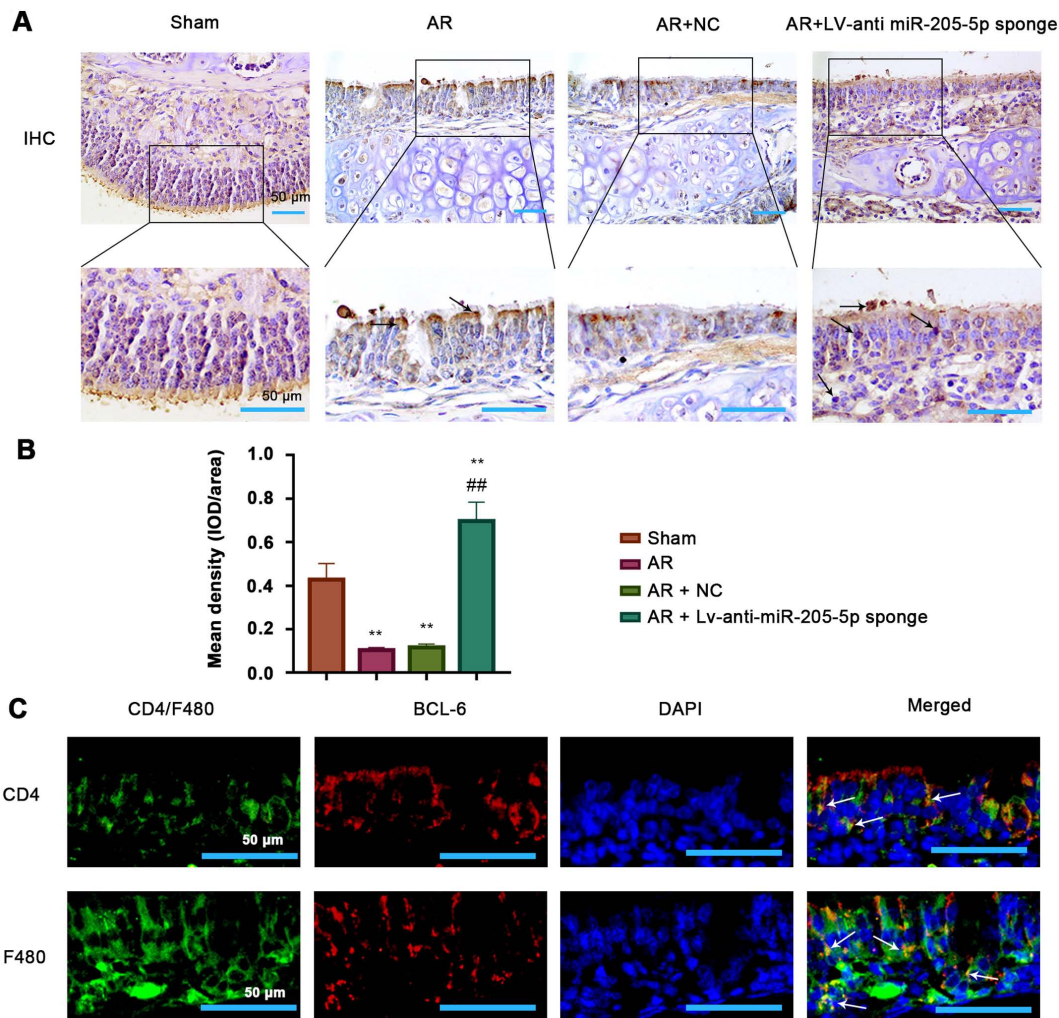 A
Sham
AR
AR+NC
AR+LV-anti miR-205-5p sponge
IHC
50 µm
50 µm
B
Mean density (IOD/area)
1.0
0.8
0.6
0.4
0.2
0.0
**
**
**
##
Sham
AR
AR + NC
AR + Lv-anti-miR-205-5p sponge
C
CD4/F480
BCL-6
DAPI
Merged
CD4
50 µm
F480
50 µm